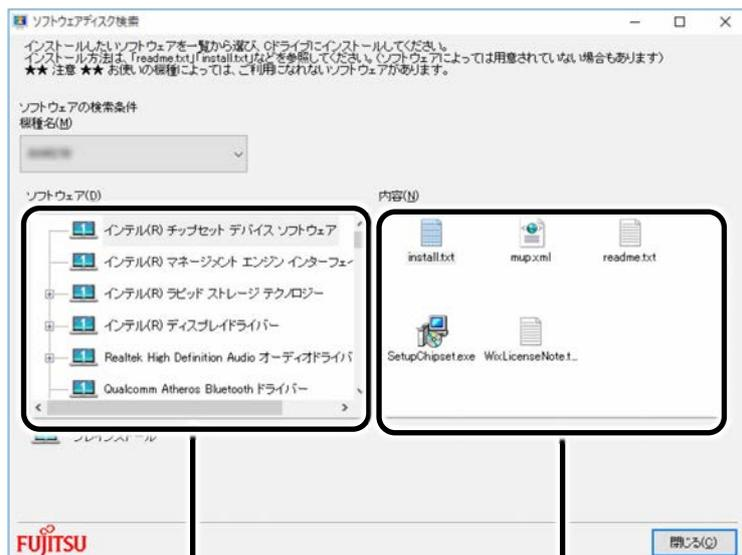 ソフトウェアディスク検索
インストールしたいソフトウェアを一覧から選び、Cドライブにインストールしてください。
インストール方法は、「readme.txt」「install.txt」などを参照してください。（ソフトウェアによっては用意されていない場合もあります）
★★ 注意 ★★ お使いの機種によっては、ご利用になれないソフトウェアがあります。
ソフトウェアの検索条件
機種名(M)
ソフトウェア(D)
内容(N)
インテル(R) チップセット デバイス ソフトウェア
インテル(R) マネージメント エンジン インターフェー
インテル(R) ラピッド ストレージ テクノロジー
インテル(R) ディスプレイドライバー
Realtek High Definition Audio オーディオドライバ
Qualcomm Atheros Bluetooth ドライバー
install.txt
mup.xml
readme.txt
SetupChipset.exe
WixLicenseNote.t...
プレインストール
FUJITSU
閉じる(C)